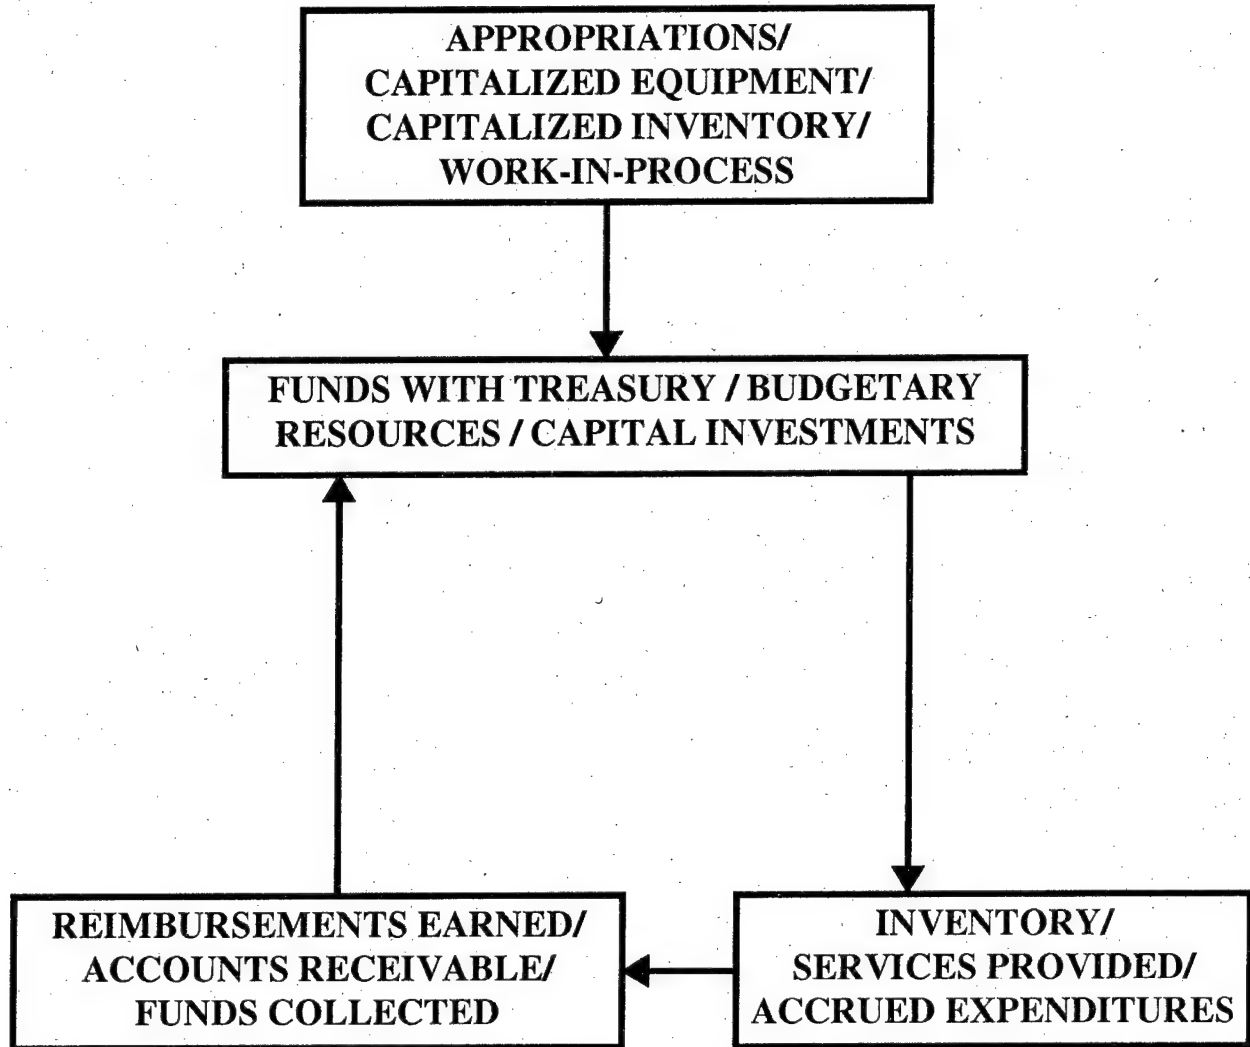 APPROPRIATIONS/
CAPITALIZED EQUIPMENT/
CAPITALIZED INVENTORY/
WORK-IN-PROCESS
FUNDS WITH TREASURY / BUDGETARY
RESOURCES / CAPITAL INVESTMENTS
REIMBURSEMENTS EARNED/
ACCOUNTS RECEIVABLE/
FUNDS COLLECTED
INVENTORY/
SERVICES PROVIDED/
ACCRUED EXPENDITURES